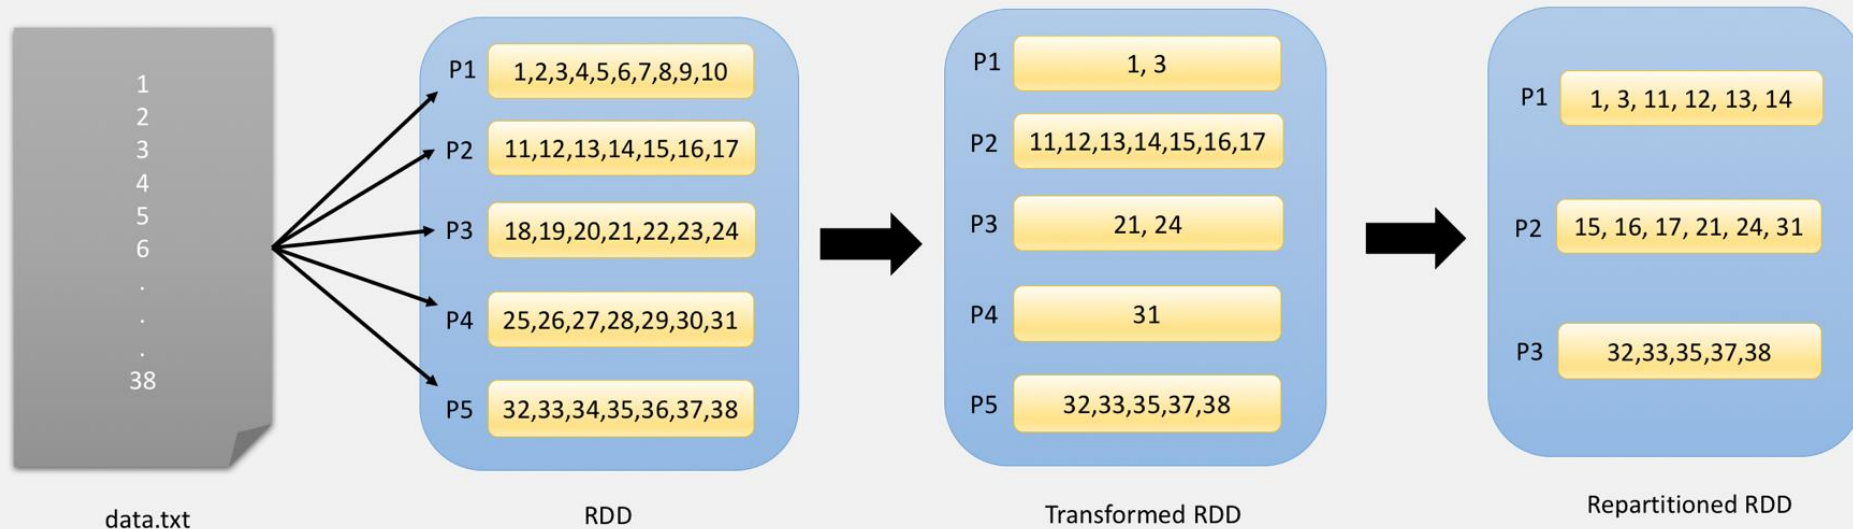 1
2
3
4
5
6
.
.
.
38
data.txt
P1 1,2,3,4,5,6,7,8,9,10
P2 11,12,13,14,15,16,17
P3 18,19,20,21,22,23,24
P4 25,26,27,28,29,30,31
P5 32,33,34,35,36,37,38
RDD
P1 1, 3
P2 11,12,13,14,15,16,17
P3 21, 24
P4 31
P5 32,33,35,37,38
Transformed RDD
P1 1, 3, 11, 12, 13, 14
P2 15, 16, 17, 21, 24, 31
P3 32,33,35,37,38
Repartitioned RDD